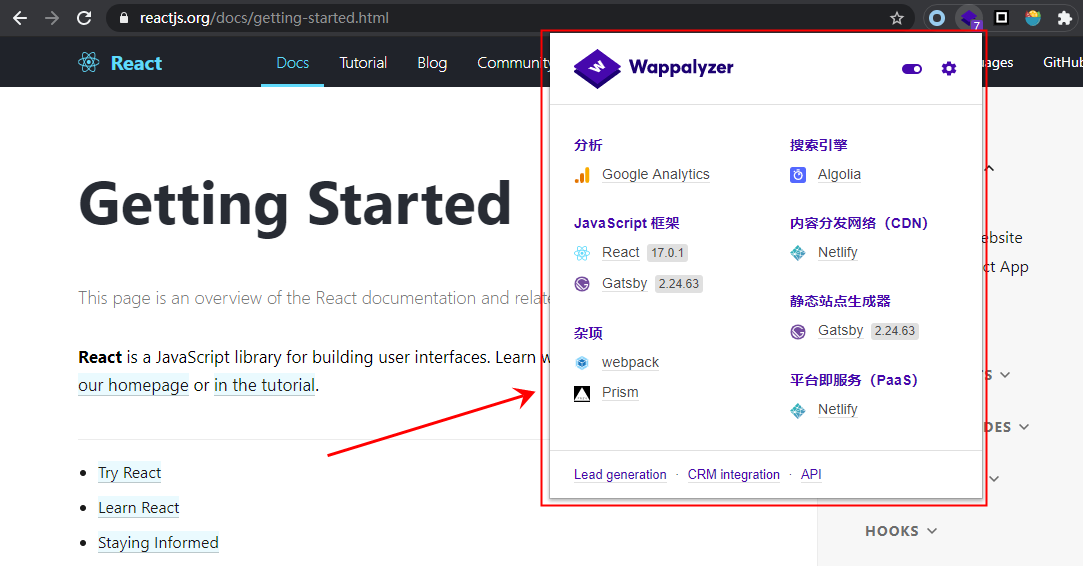 reactjs.org/docs/getting-started.html
7
React
Docs
Tutorial
Blog
Community
ages
GitHub
Wappalyzer
分析
Google Analytics
JavaScript 框架
React 17.0.1
Gatsby 2.24.63
杂项
webpack
Prism
搜索引擎
Algolia
内容分发网络（CDN）
Netlify
静态站点生成器
Gatsby 2.24.63
平台即服务（PaaS）
Netlify
Lead generation · CRM integration · API
Getting Started
This page is an overview of the React documentation and relate
React is a JavaScript library for building user interfaces. Learn w
our homepage or in the tutorial.
Try React
Learn React
Staying Informed
ebsite
ct App
S
DES
HOOKS